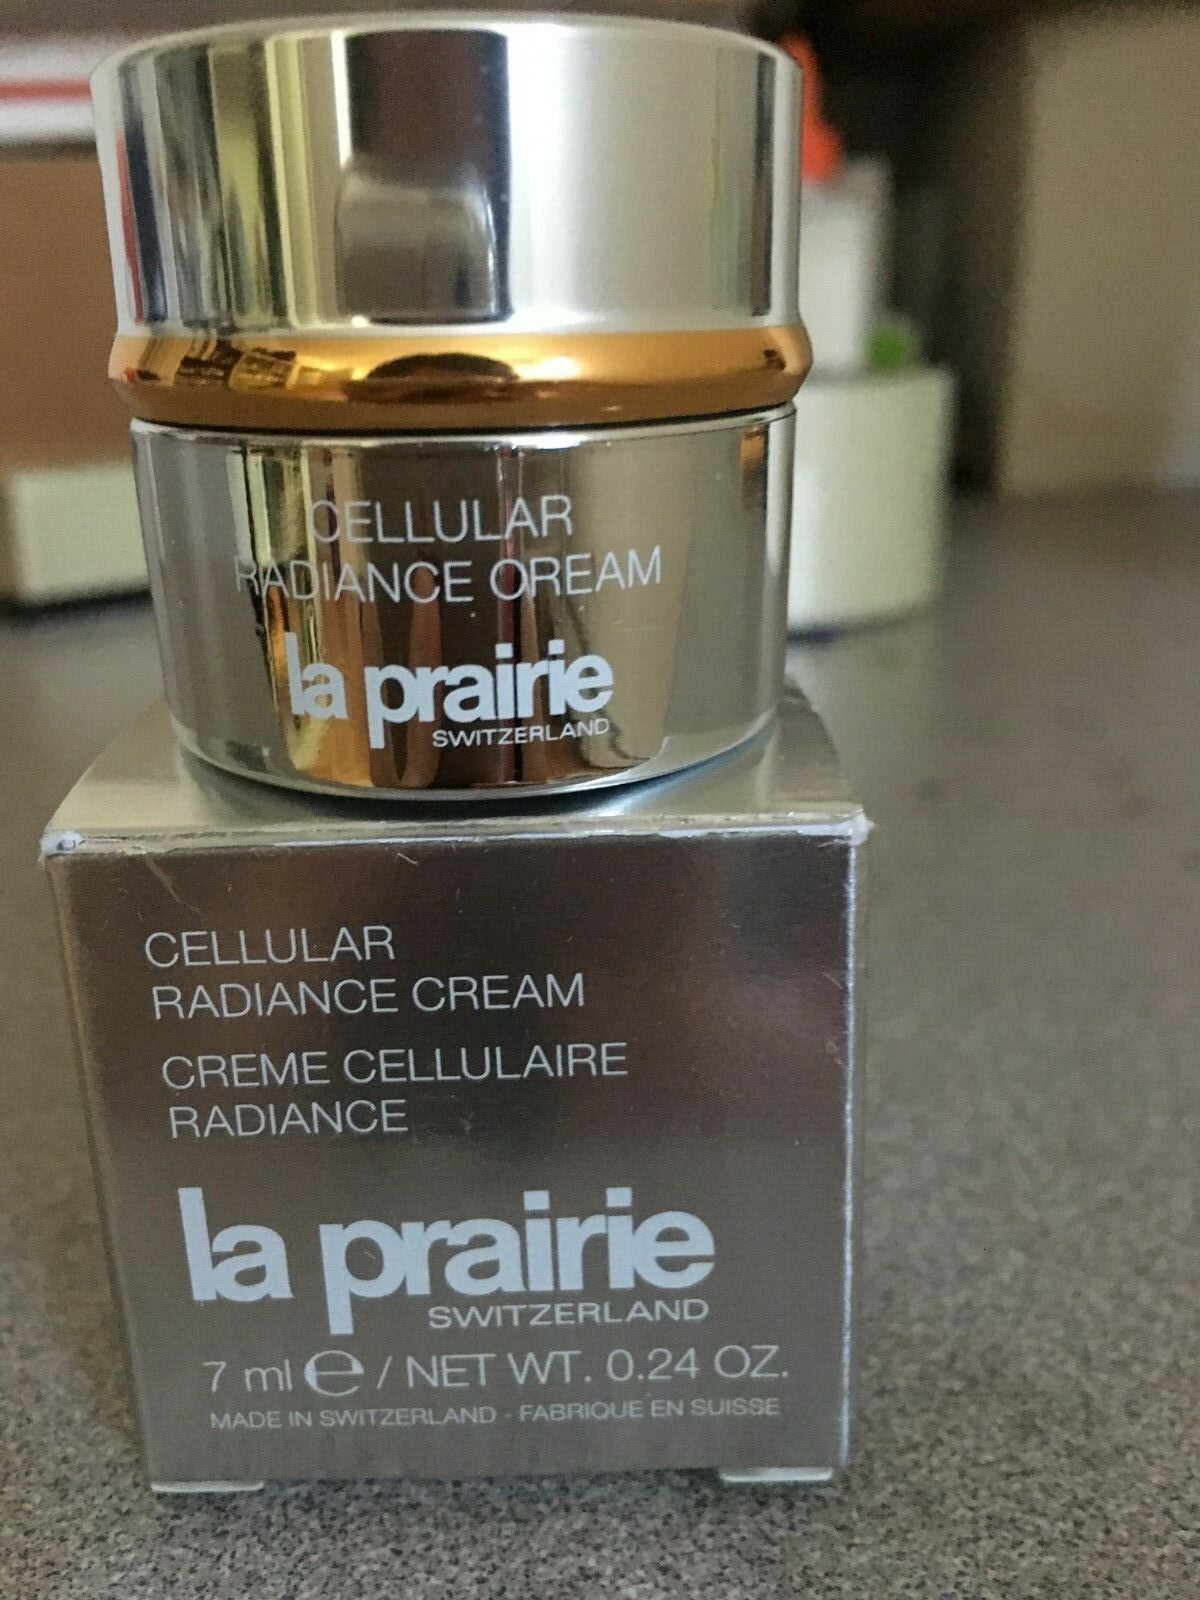 CELLULAR
RADIANCE CREAM
la prairie
SWITZERLAND
CELLULAR
RADIANCE CREAM
CREME CELLULAIRE
RADIANCE
la prairie
SWITZERLAND
7 ml ℮ / NET WT. 0.24 OZ.
MADE IN SWITZERLAND - FABRIQUE EN SUISSE